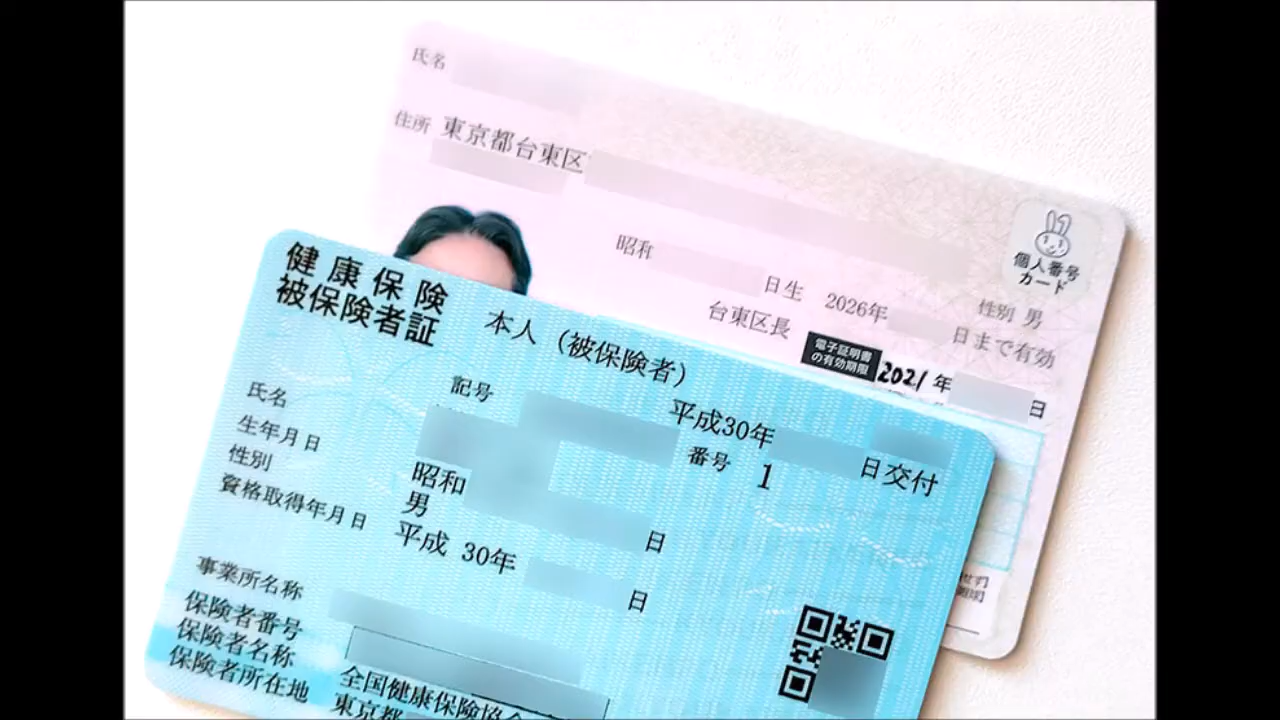 氏名
住所 東京都台東区
昭和
日生
2026年
性別 男
日まで有効
台東区長
電子証明書
の有効期限
2021年
日
個人番号
カード
健康保険
被保険者証
本人(被保険者)
平成30年
日交付
記号
番号 1
氏名
生年月日 昭和
日
性別 男
資格取得年月日 平成 30年
日
事業所名称
保険者番号
保険者名称 全国健康保険協会
保険者所在地 東京都